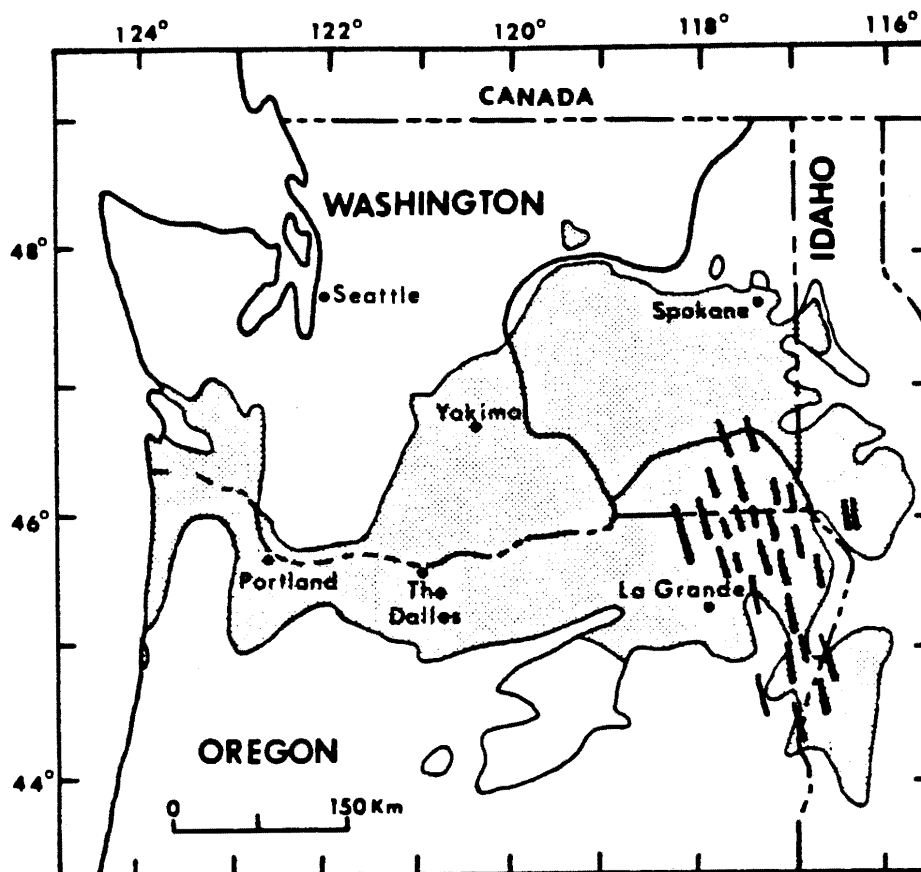 124° 122° 120° 118° 116°
CANADA
WASHINGTON
IDAHO
48°
Seattle
Spokane
Yakima
46°
Portland
The
Dalles
La Grande
OREGON
44°
0 150 Km